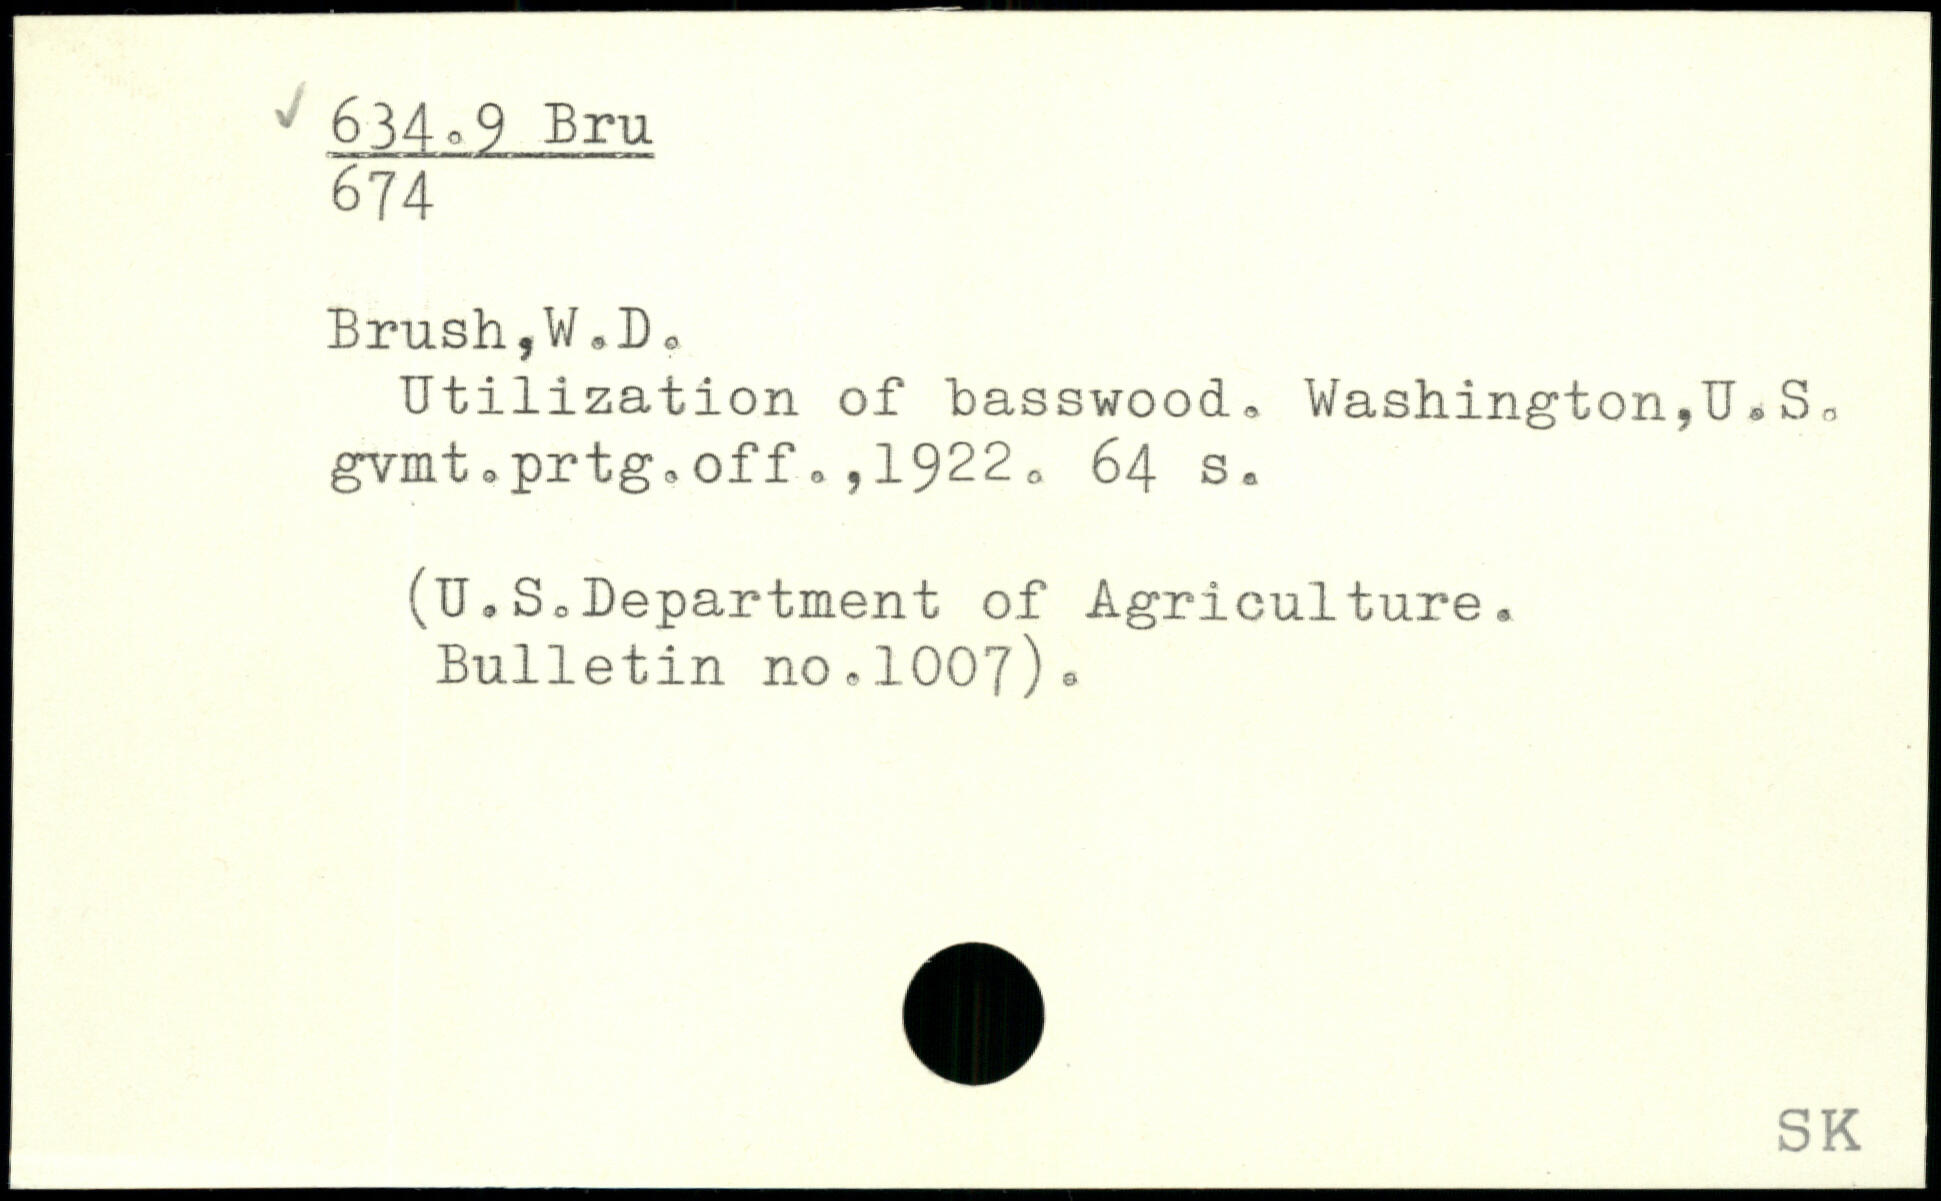 ✓ 634.9 Bru
674
Brush,W.D.
Utilization of basswood. Washington,U.S.
gvmt.prtg.off.,1922. 64 s.
(U.S.Department of Agriculture.
Bulletin no.1007).
SK